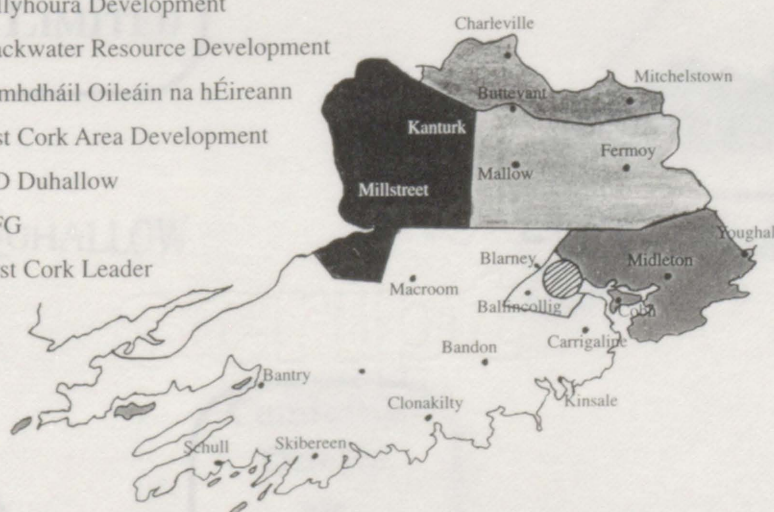 llyhoura Development
ackwater Resource Development
mhdháil Oileáin na hÉireann
st Cork Area Development
D Duhallow
FG
st Cork Leader
Charleville
Mitchelstown
Buttevant
Kanturk
Fermoy
Mallow
Millstreet
Youghal
Blarney
Midleton
Macroom
Ballincollig
Cobh
Carrigaline
Bandon
Bantry
Clonakilty
Kinsale
Schull
Skibereen